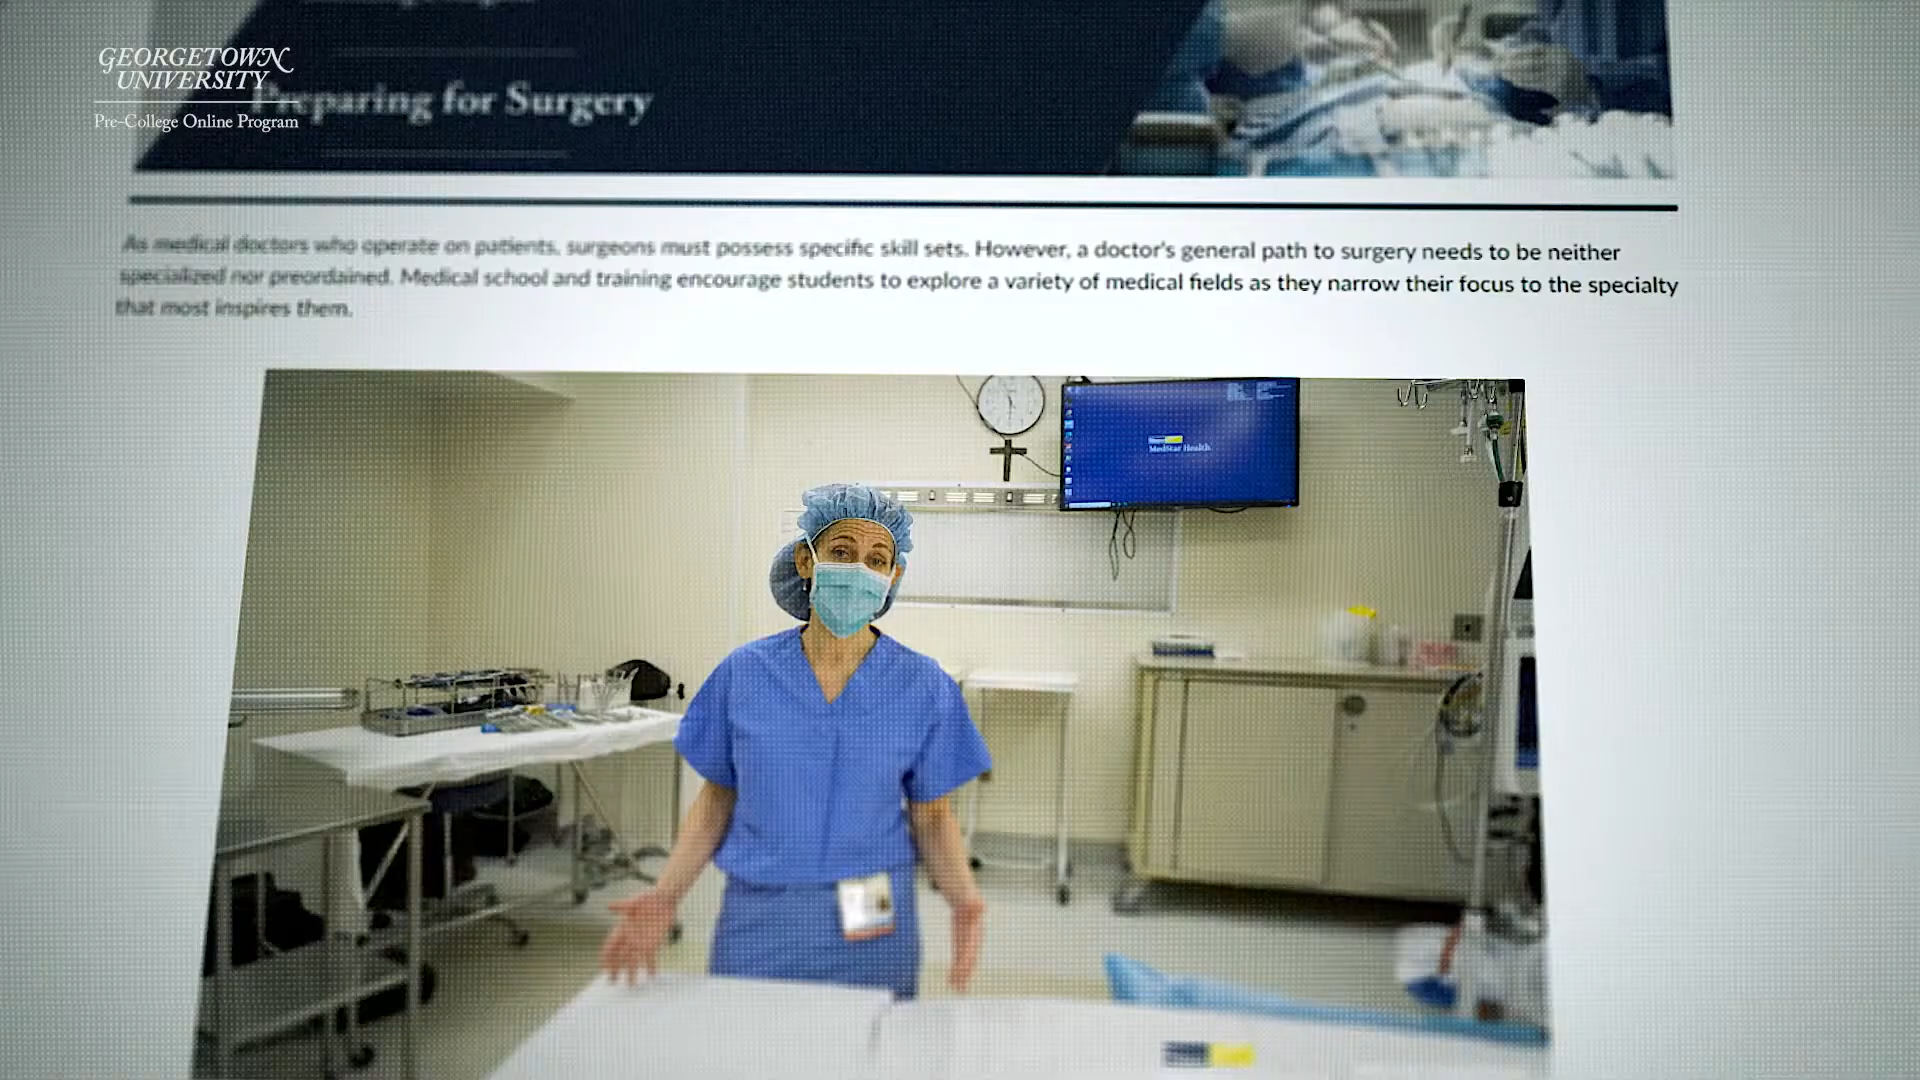 GEORGETOWN
UNIVERSITY
Preparing for Surgery
Pre-College Online Program
As medical doctors who operate on patients, surgeons must possess specific skill sets. However, a doctor's general path to surgery needs to be neither
specialized nor preordained. Medical school and training encourage students to explore a variety of medical fields as they narrow their focus to the specialty
that most inspires them.
MedStar Health